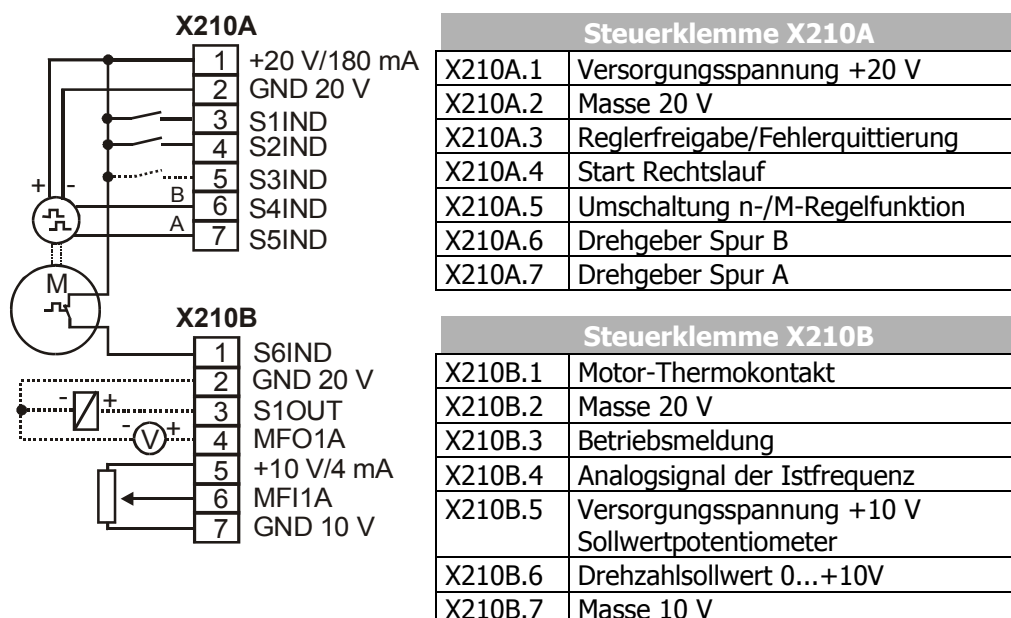 X210A
1 +20 V/180 mA
2 GND 20 V
3 S1IND
4 S2IND
5 S3IND
B 6 S4IND
A 7 S5IND
+ -
M
X210B
1 S6IND
2 GND 20 V
- + 3 S1OUT
- V + 4 MFO1A
5 +10 V/4 mA
6 MFI1A
7 GND 10 V
Steuerklemme X210A
X210A.1 Versorgungsspannung +20 V
X210A.2 Masse 20 V
X210A.3 Reglerfreigabe/Fehlerquittierung
X210A.4 Start Rechtslauf
X210A.5 Umschaltung n-/M-Regelfunktion
X210A.6 Drehgeber Spur B
X210A.7 Drehgeber Spur A
Steuerklemme X210B
X210B.1 Motor-Thermokontakt
X210B.2 Masse 20 V
X210B.3 Betriebsmeldung
X210B.4 Analogsignal der Istfrequenz
X210B.5 Versorgungsspannung +10 V
Sollwertpotentiometer
X210B.6 Drehzahlsollwert 0...+10V
X210B.7 Masse 10 V